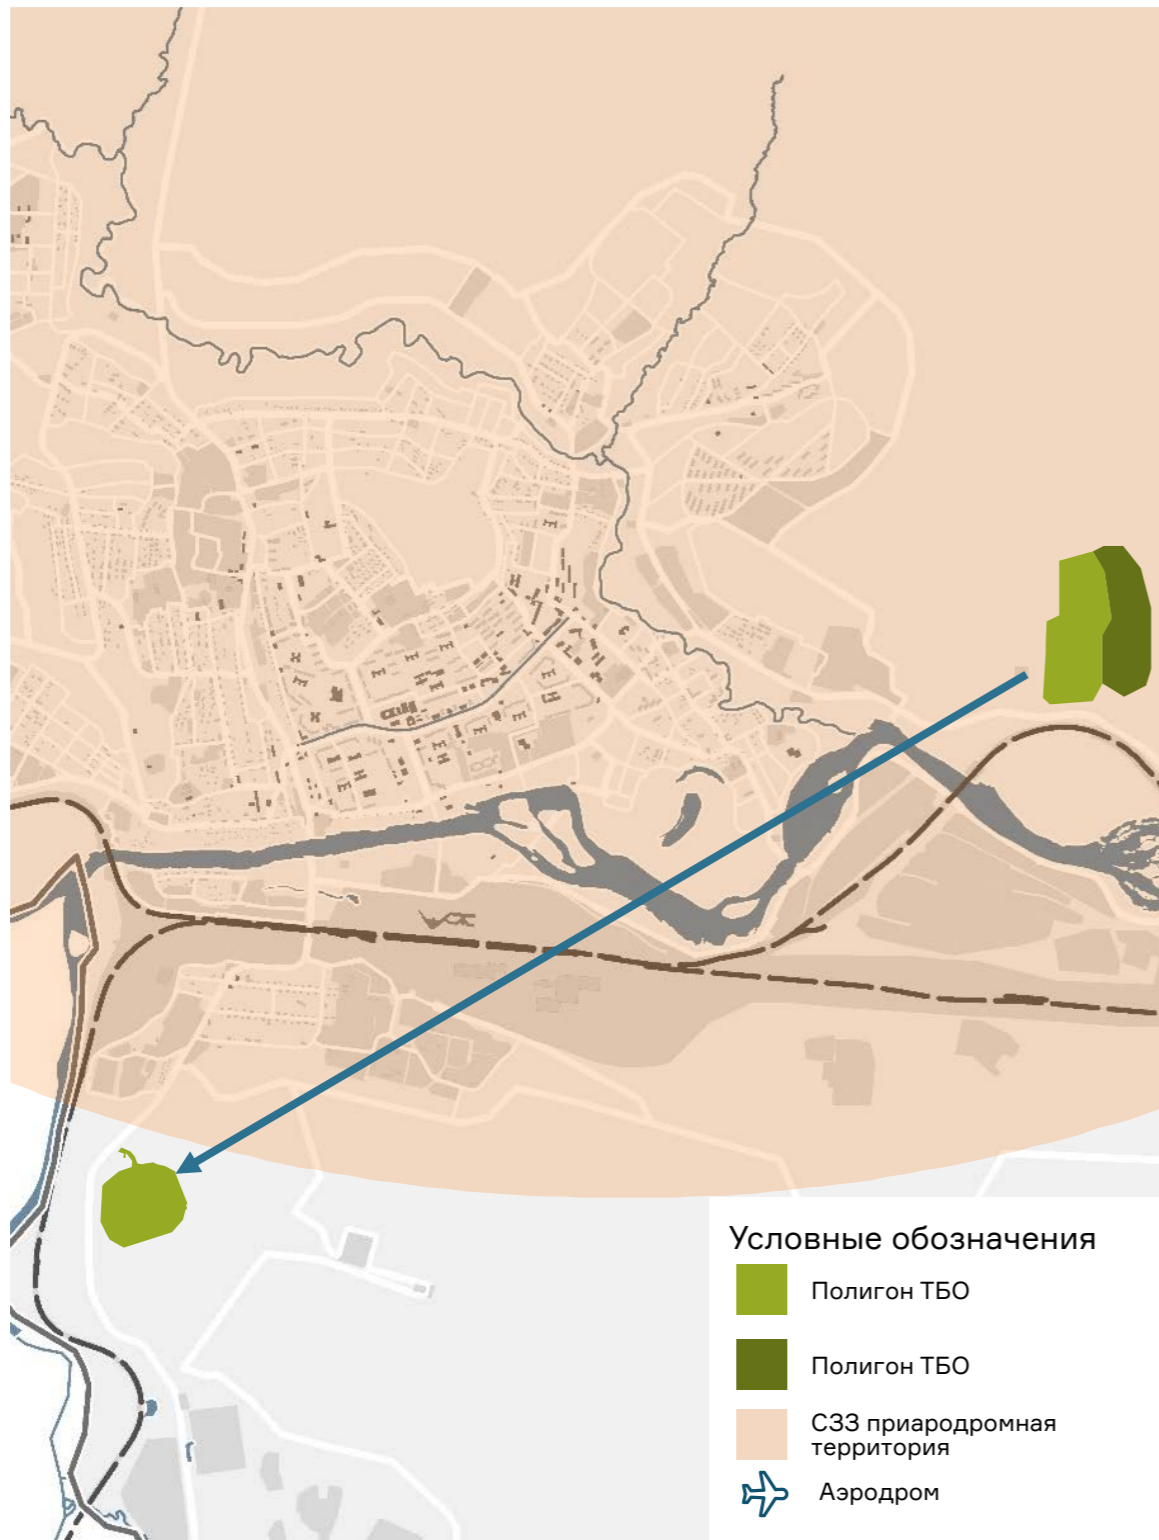 Условные обозначения
Полигон ТБО
Полигон ТБО
СЗЗ приародромная
территория
Аэродром